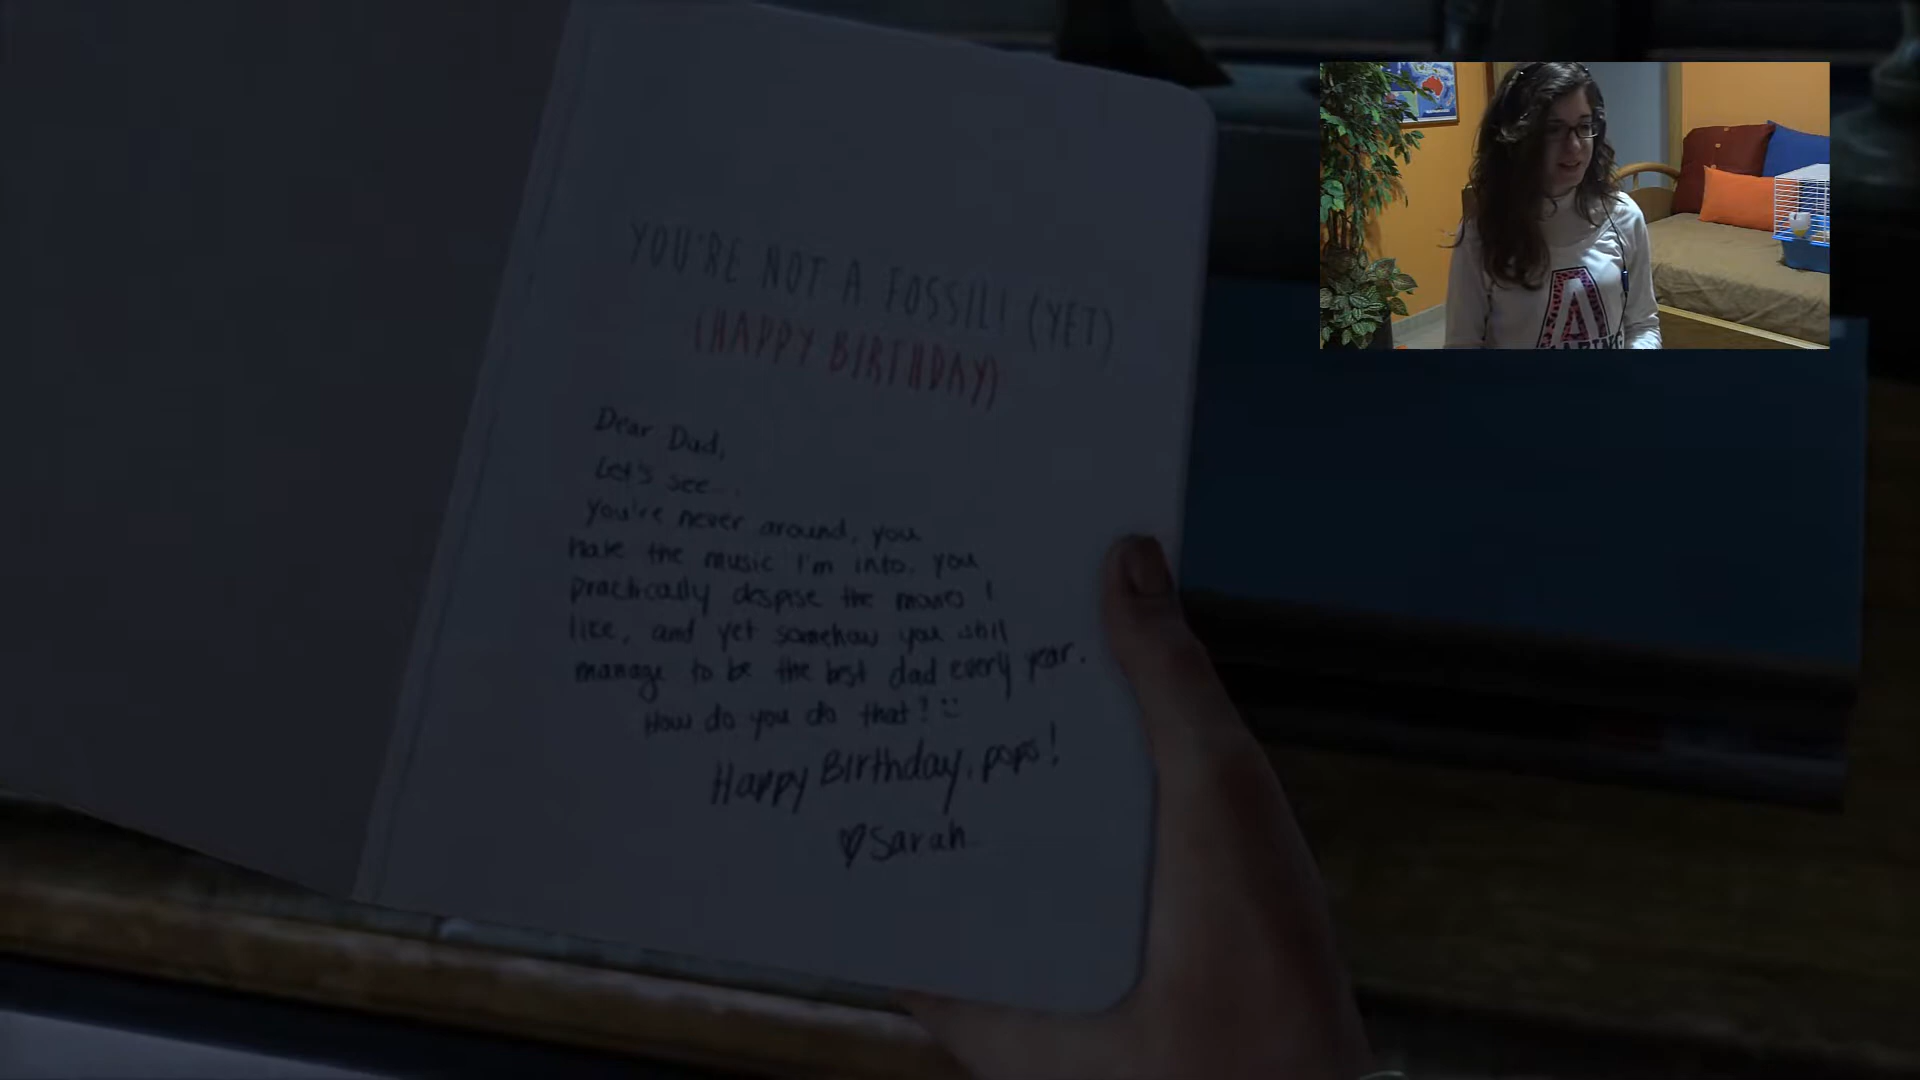 YOU'RE NOT A FOSSIL! (YET)
(HAPPY BIRTHDAY)
Dear Dad,
Let's see...
you're never around, you
hate the music I'm into, you
practically despise the movies I
like, and yet somehow you still
manage to be the best dad every year.
How do you do that? :)
Happy Birthday, pops!
♥Sarah
A